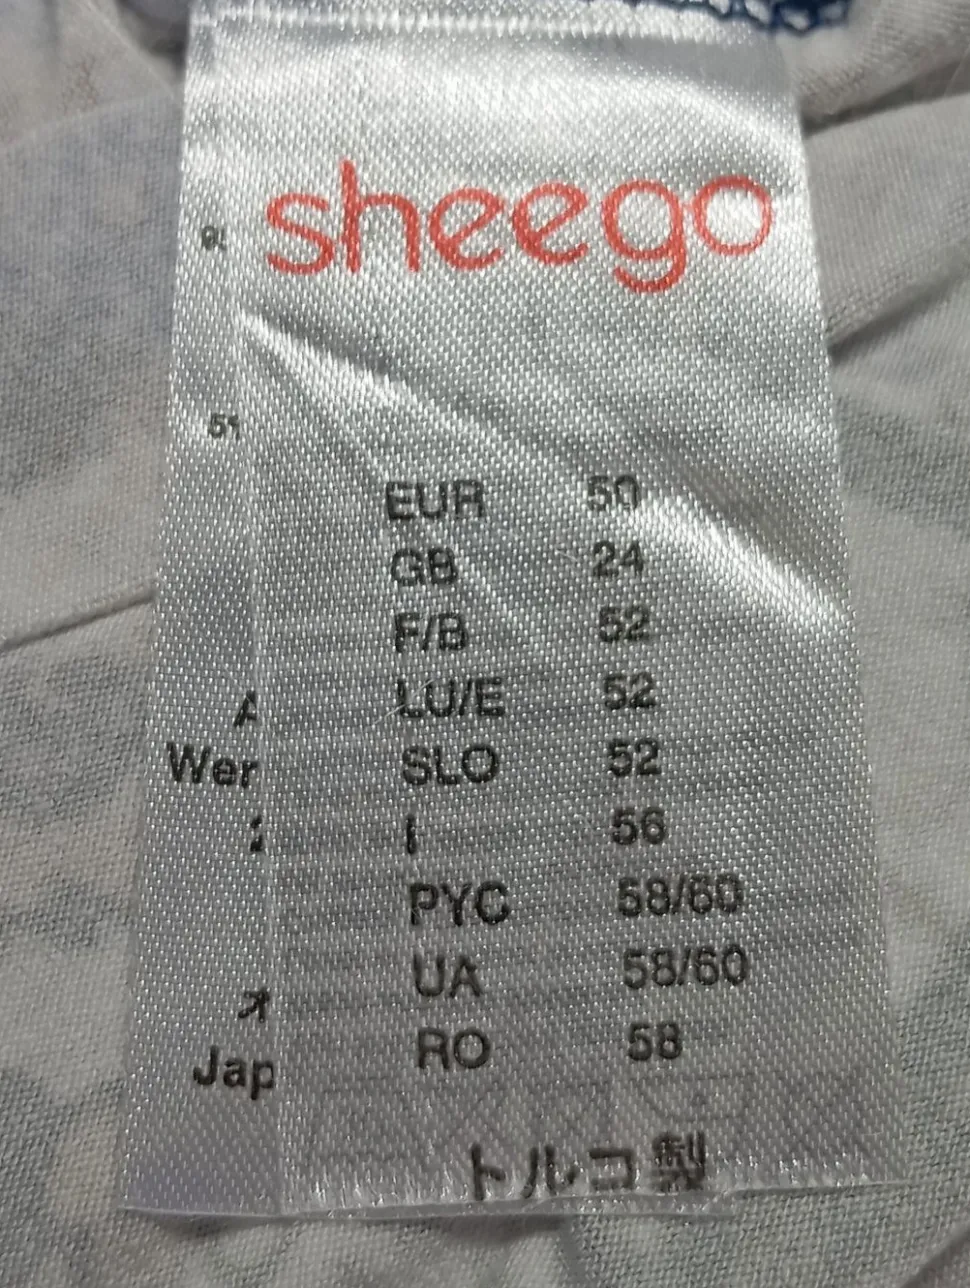 sheego
EUR 50
GB 24
F/B 52
LU/E 52
SLO 52
I 56
PYC 58/60
UA 58/60
RO 58
トルコ製
Wer
Jap